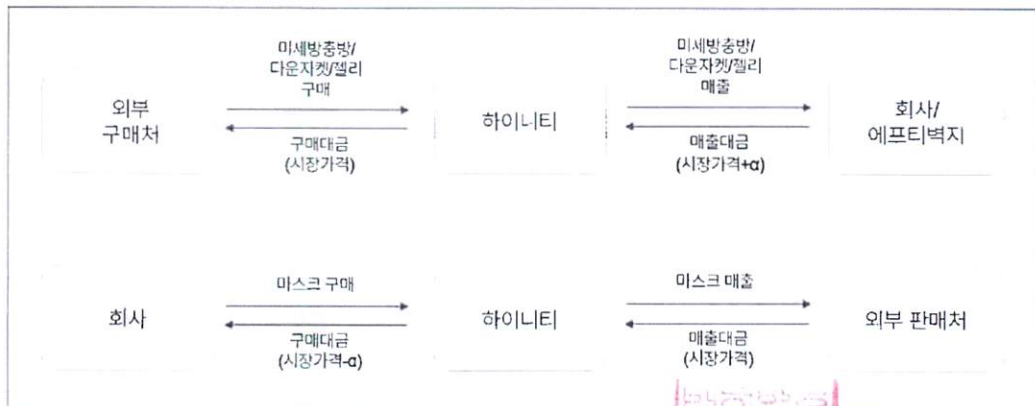 미세방충방/
다운자켓/젤리
구매
미세방충방/
다운자켓/젤리
매출
외부
구매처
하이니티
회사/
에프티벽지
구매대금
(시장가격)
매출대금
(시장가격+α)
마스크 구매
마스크 매출
회사
하이니티
외부 판매처
구매대금
(시장가격-α)
매출대금
(시장가격)